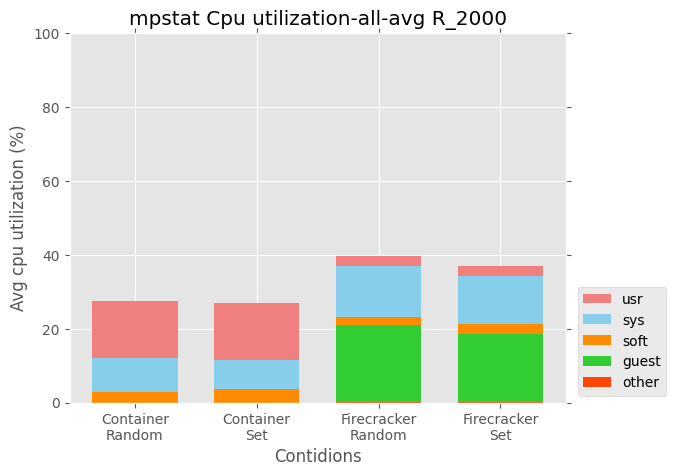 mpstat Cpu utilization-all-avg R_2000
Avg cpu utilization (%)
100
80
60
40
20
0
Container
Random
Container
Set
Firecracker
Random
Firecracker
Set
Contidions
usr
sys
soft
guest
other